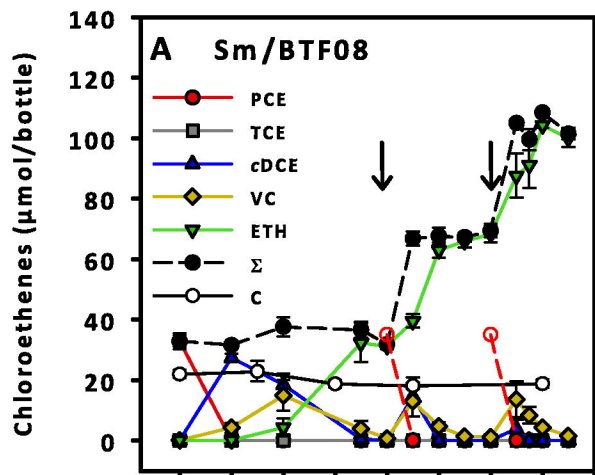 A Sm/BTF08
Chloroethenes (µmol/bottle)
140
120
100
80
60
40
20
0
PCE
TCE
cDCE
VC
ETH
Σ
C